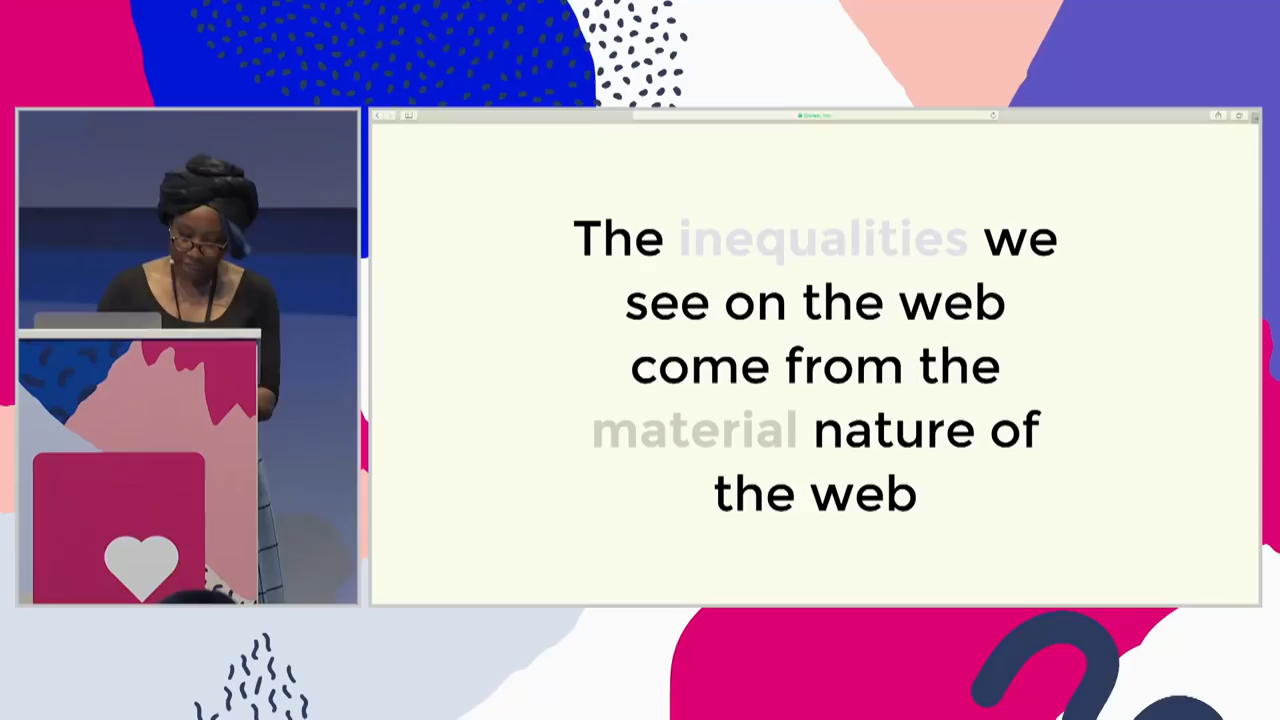 The inequalities we
see on the web
come from the
material nature of
the web